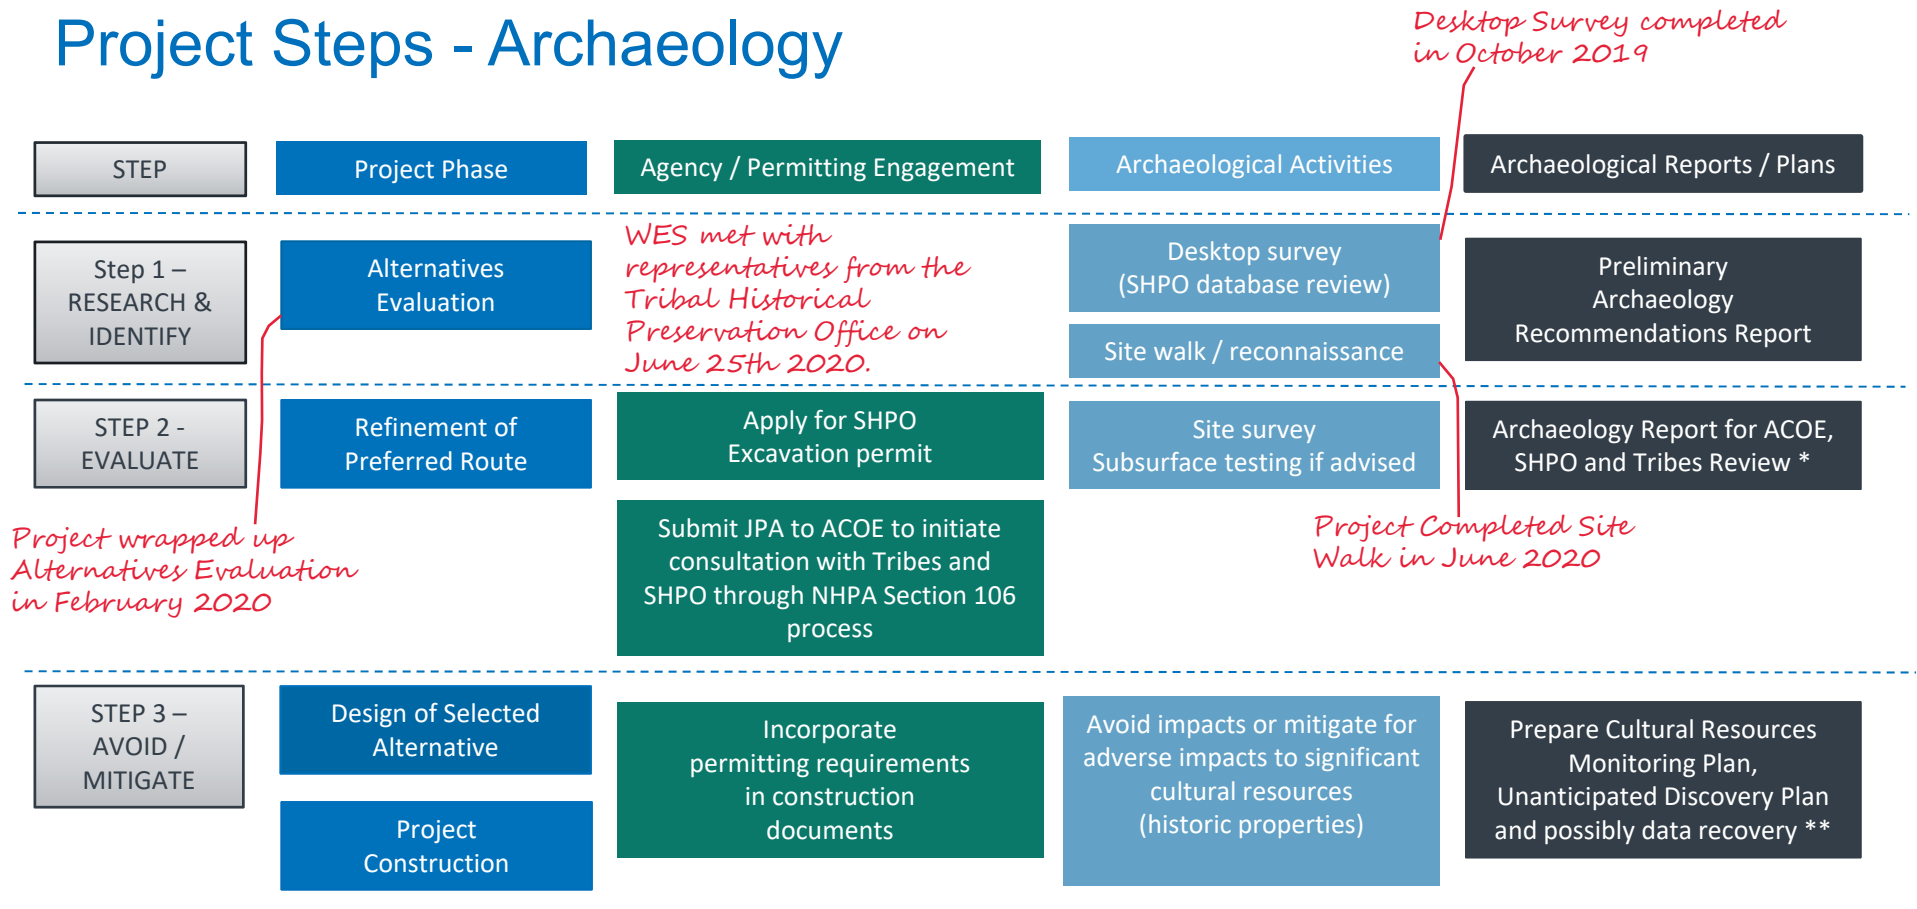 Project Steps - Archaeology
Desktop Survey completed
in October 2019
STEP
Project Phase
Agency / Permitting Engagement
Archaeological Activities
Archaeological Reports / Plans
Step 1 –
RESEARCH &
IDENTIFY
Alternatives
Evaluation
WES met with
representatives from the
Tribal Historical
Preservation Office on
June 25th 2020.
Desktop survey
(SHPO database review)
Site walk / reconnaissance
Preliminary
Archaeology
Recommendations Report
STEP 2 -
EVALUATE
Refinement of
Preferred Route
Apply for SHPO
Excavation permit
Submit JPA to ACOE to initiate
consultation with Tribes and
SHPO through NHPA Section 106
process
Site survey
Subsurface testing if advised
Archaeology Report for ACOE,
SHPO and Tribes Review *
Project wrapped up
Alternatives Evaluation
in February 2020
Project Completed Site
Walk in June 2020
STEP 3 –
AVOID /
MITIGATE
Design of Selected
Alternative
Project
Construction
Incorporate
permitting requirements
in construction
documents
Avoid impacts or mitigate for
adverse impacts to significant
cultural resources
(historic properties)
Prepare Cultural Resources
Monitoring Plan,
Unanticipated Discovery Plan
and possibly data recovery **